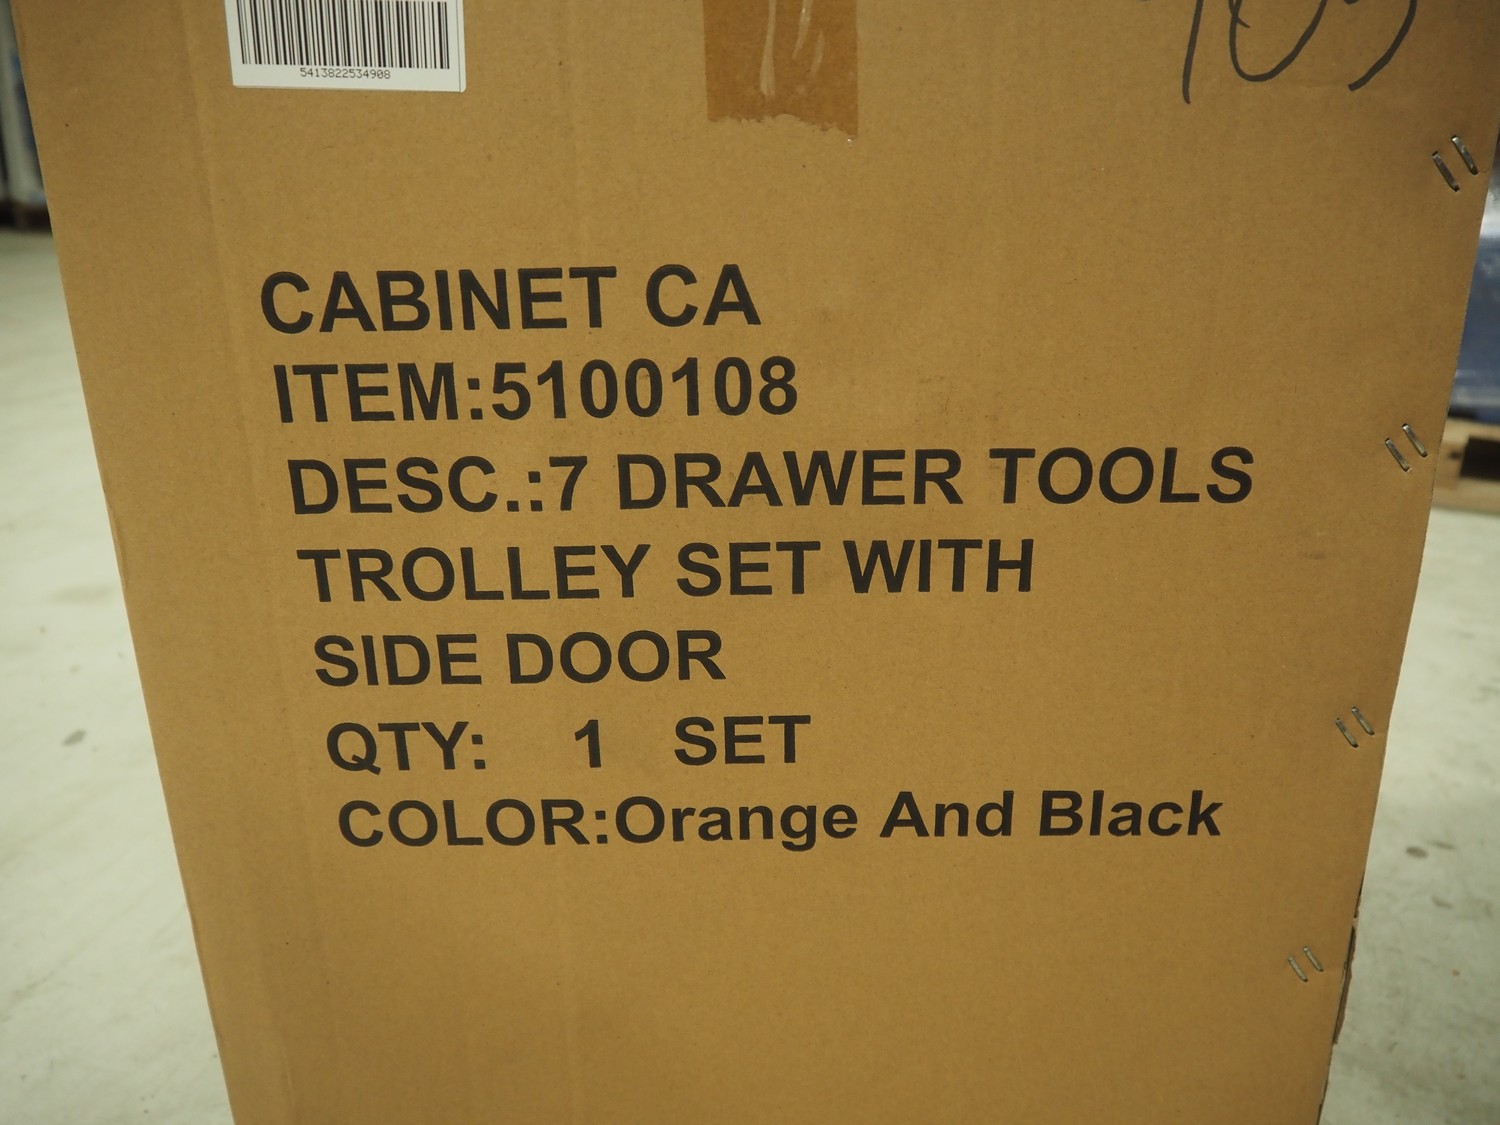 5413822534908
CABINET CA
ITEM:5100108
DESC.:7 DRAWER TOOLS
TROLLEY SET WITH
SIDE DOOR
QTY: 1 SET
COLOR:Orange And Black